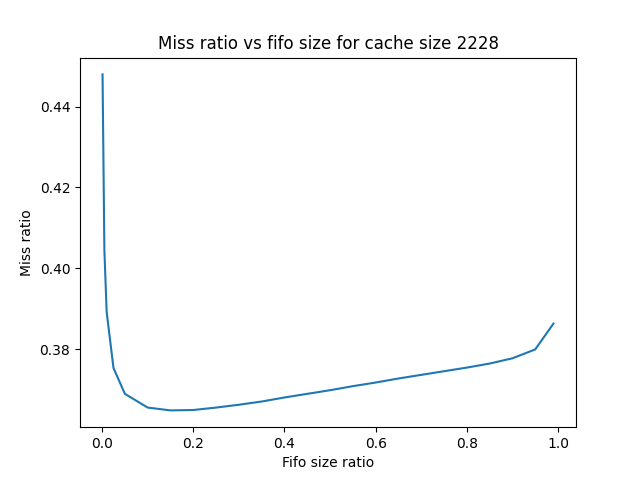 Miss ratio vs fifo size for cache size 2228
0.44
0.42
0.40
0.38
Miss ratio
0.0 0.2 0.4 0.6 0.8 1.0
Fifo size ratio